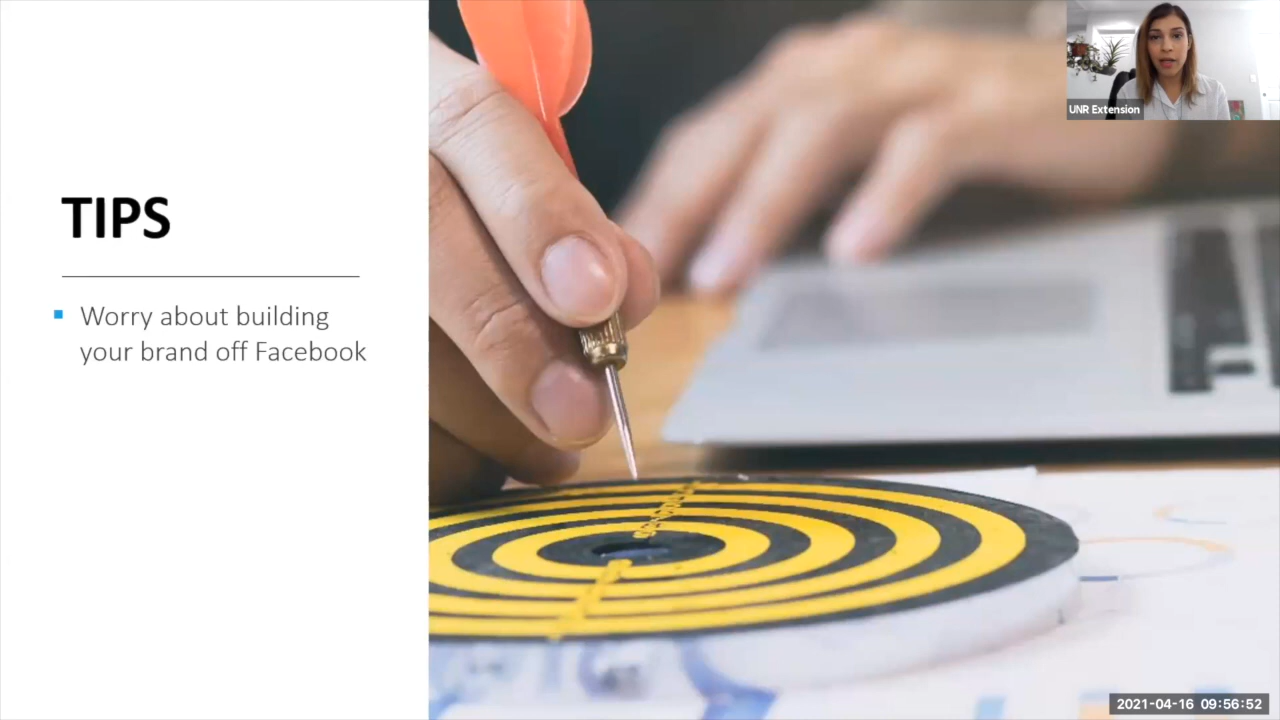 UNR Extension
TIPS
Worry about building
your brand off Facebook
2021-04-16 09:56:52